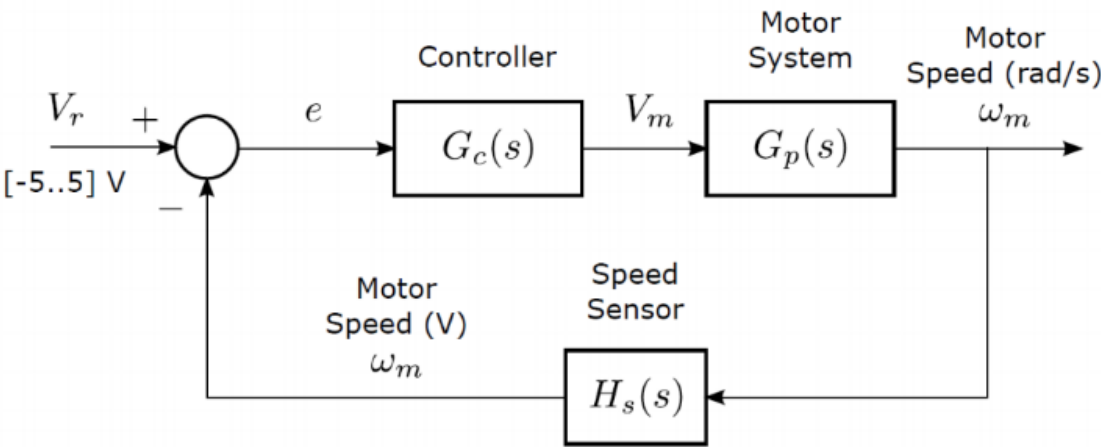 Controller
Motor
System
Motor
Speed (rad/s)
ω_m
V_r
+
e
G_c(s)
V_m
G_p(s)
[-5..5] V
−
Motor
Speed (V)
ω_m
Speed
Sensor
H_s(s)